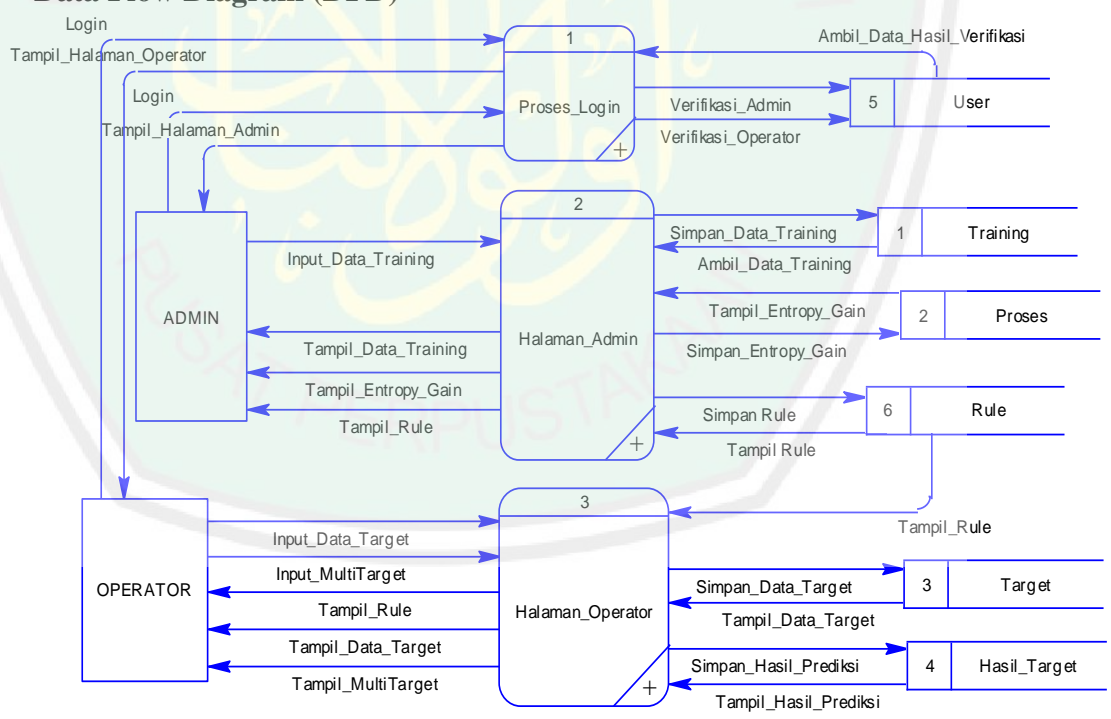 Data Flow Diagram (DFD)
Login
Tampil_Halaman_Operator
Login
Tampil_Halaman_Admin
1
Proses_Login
+
Ambil_Data_Hasil_Verifikasi
Verifikasi_Admin
Verifikasi_Operator
5
User
ADMIN
Input_Data_Training
Tampil_Data_Training
Tampil_Entropy_Gain
Tampil_Rule
2
Halaman_Admin
+
Simpan_Data_Training
Ambil_Data_Training
1
Training
Tampil_Entropy_Gain
Simpan_Entropy_Gain
2
Proses
Simpan Rule
Tampil Rule
6
Rule
Tampil_Rule
OPERATOR
Input_Data_Target
Input_MultiTarget
Tampil_Rule
Tampil_Data_Target
Tampil_MultiTarget
3
Halaman_Operator
+
Simpan_Data_Target
Tampil_Data_Target
3
Target
Simpan_Hasil_Prediksi
Tampil_Hasil_Prediksi
4
Hasil_Target
PUSAT PERPUSTAKAAN